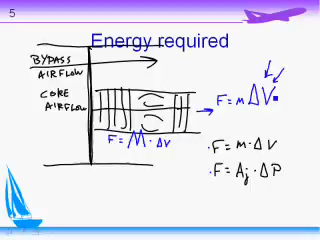 5
Energy required
BYPASS
AIRFLOW
CORE
AIRFLOW
F = M · ΔV
F = m ΔV
· F = m · ΔV
· F = Aj · ΔP